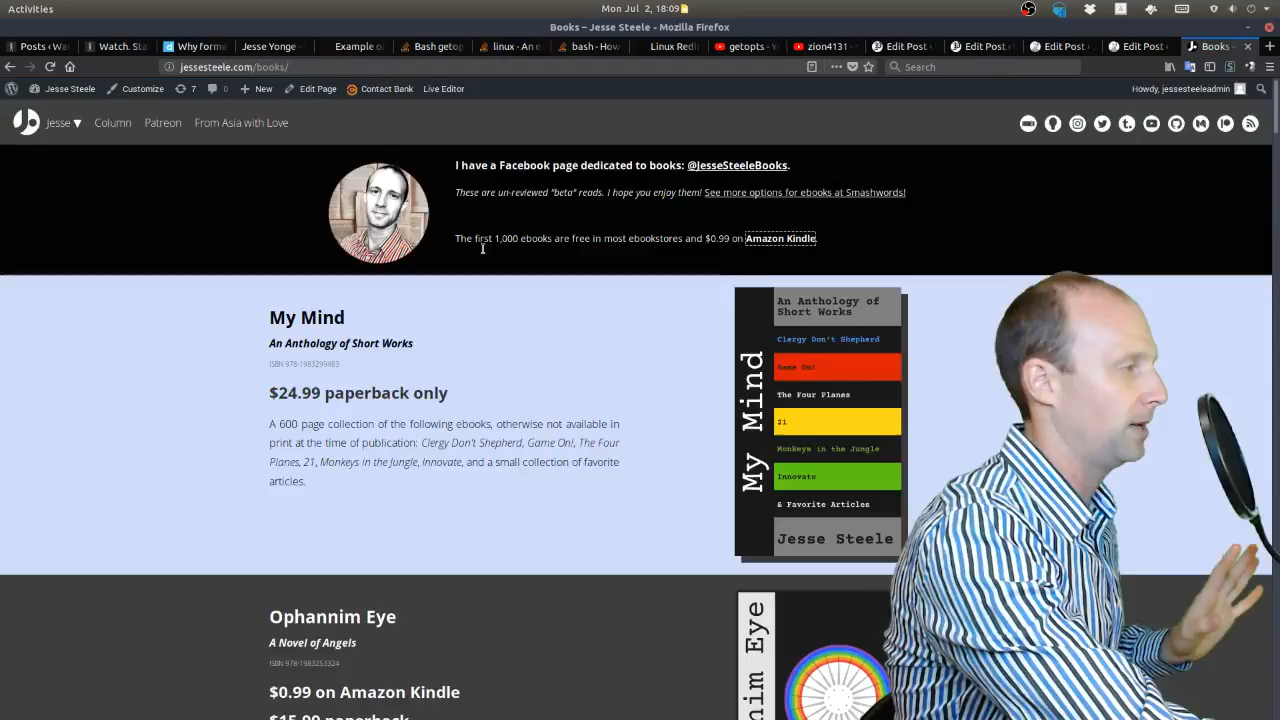 Activities
Mon Jul 2, 18:09
Books – Jesse Steele - Mozilla Firefox
Posts ‹ Wa
Watch. Sta
Why forme
Jesse Yonge -
Example o
Bash getop
linux - An e
bash - How
Linux Redi
getopts - Y
zion4131 -
Edit Post ‹
Edit Post ‹
Edit Post ‹
Edit Post ‹
Books –
jessesteele.com/books/
Search
Jesse Steele
Customize
7
0
New
Edit Page
Contact Bank
Live Editor
Howdy, jessesteeleadmin
Jesse ▼
Column
Patreon
From Asia with Love
I have a Facebook page dedicated to books: @JesseSteeleBooks.
These are un-reviewed "beta" reads. I hope you enjoy them! See more options for ebooks at Smashwords!
The first 1,000 ebooks are free in most ebookstores and $0.99 on Amazon Kindle.
My Mind
An Anthology of Short Works
ISBN 978-1983299483
$24.99 paperback only
A 600 page collection of the following ebooks, otherwise not available in
print at the time of publication: Clergy Don't Shepherd, Game On!, The Four
Planes, 21, Monkeys in the Jungle, Innovate, and a small collection of favorite
articles.
My Mind
An Anthology of
Short Works
Clergy Don't Shepherd
Game On!
The Four Planes
21
Monkeys in the Jungle
Innovate
& Favorite Articles
Jesse Steele
Ophannim Eye
A Novel of Angels
ISBN 978-1983253324
$0.99 on Amazon Kindle
$15.99 paperback
nim Eye